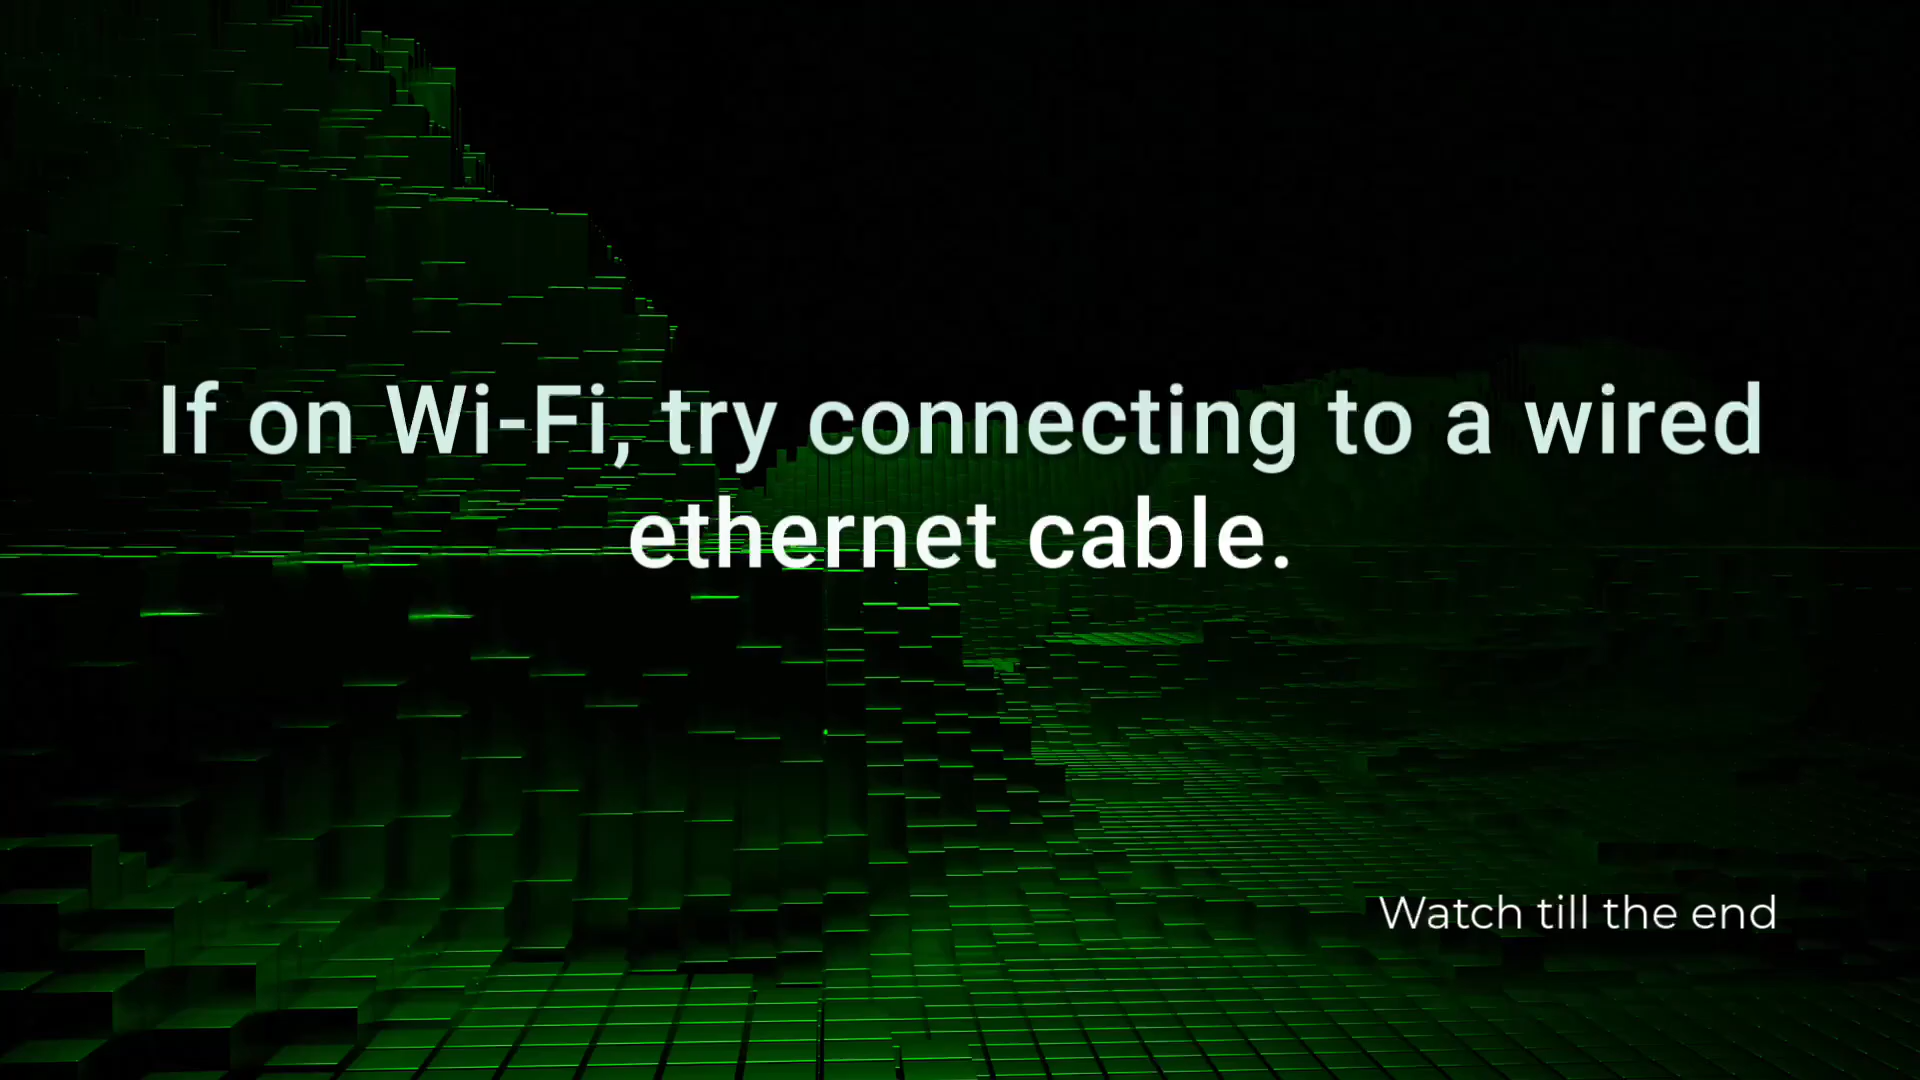 If on Wi-Fi, try connecting to a wired
ethernet cable.
Watch till the end